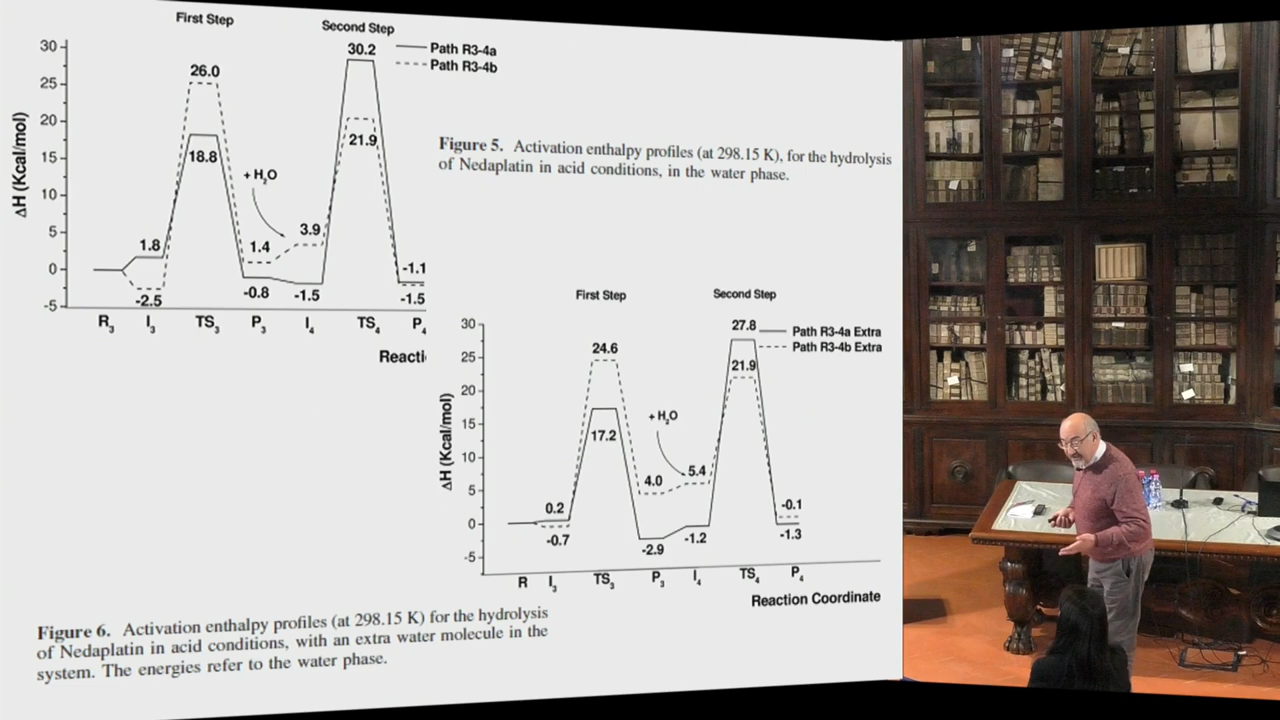 First Step
Second Step
30.2
Path R3-4a
Path R3-4b
30
25
20
15
10
5
0
-5
ΔH (Kcal/mol)
26.0
18.8
+ H2O
21.9
1.8
-2.5
1.4
-0.8
3.9
-1.5
-1.1
-1.5
R3 I3 TS3 P3 I4 TS4 P4
Reacti
Figure 5. Activation enthalpy profiles (at 298.15 K), for the hydrolysis
of Nedaplatin in acid conditions, in the water phase.
First Step
Second Step
27.8
Path R3-4a Extra
Path R3-4b Extra
30
25
20
15
10
5
0
-5
ΔH (Kcal/mol)
24.6
17.2
+ H2O
21.9
0.2
-0.7
4.0
-2.9
5.4
-1.2
-0.1
-1.3
R I3 TS3 P3 I4 TS4 P4
Reaction Coordinate
Figure 6. Activation enthalpy profiles (at 298.15 K) for the hydrolysis
of Nedaplatin in acid conditions, with an extra water molecule in the
system. The energies refer to the water phase.